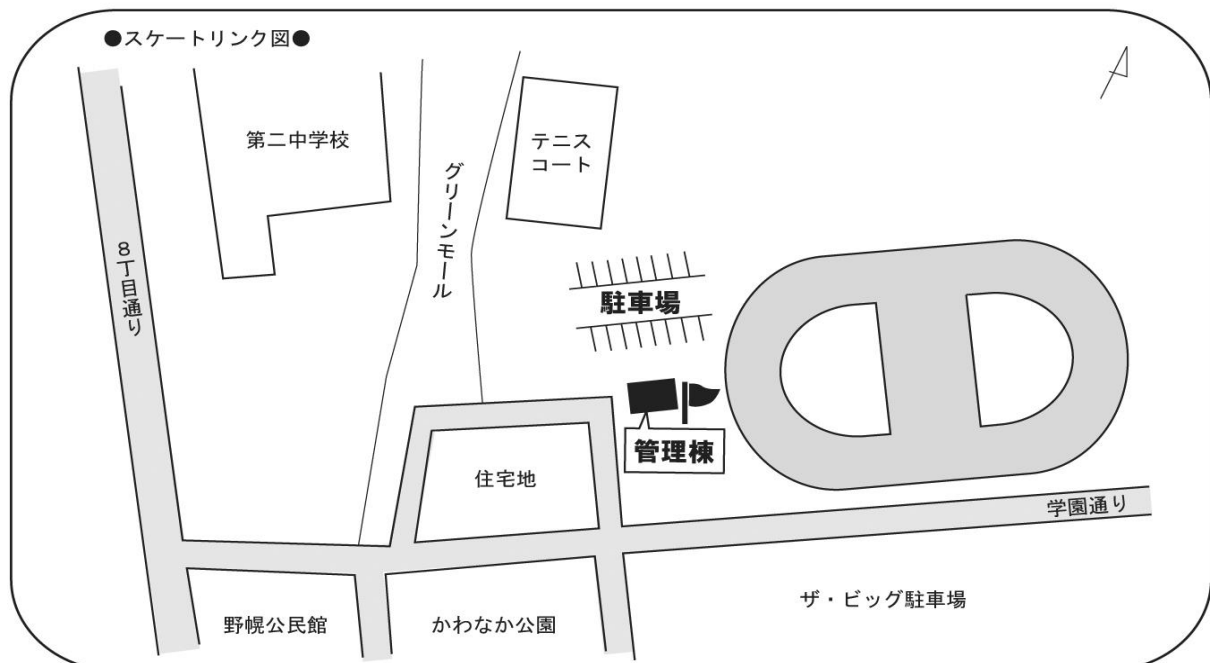 ●スケートリンク図●
第二中学校
テニス
コート
グリーンモール
8丁目通り
駐車場
管理棟
住宅地
学園通り
ザ・ビッグ駐車場
野幌公民館
かわなか公園